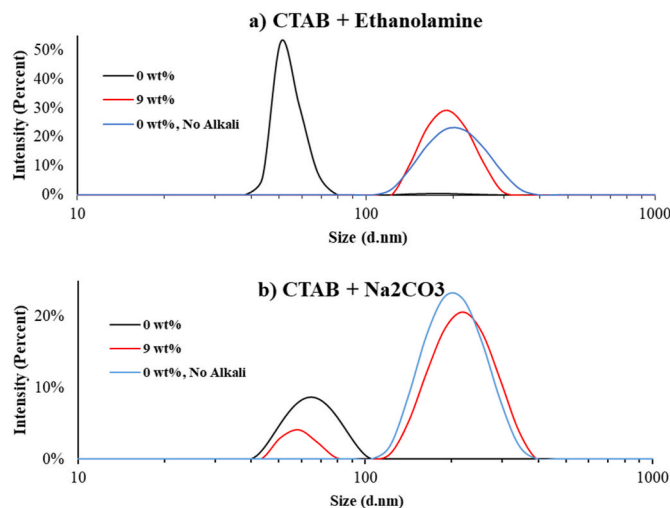 a) CTAB + Ethanolamine
Intensity (Percent)
50%
40%
30%
20%
10%
0%
0 wt%
9 wt%
0 wt%, No Alkali
10
100
1000
Size (d.nm)
b) CTAB + Na2CO3
Intensity (Percent)
20%
10%
0%
0 wt%
9 wt%
0 wt%, No Alkali
10
100
1000
Size (d.nm)